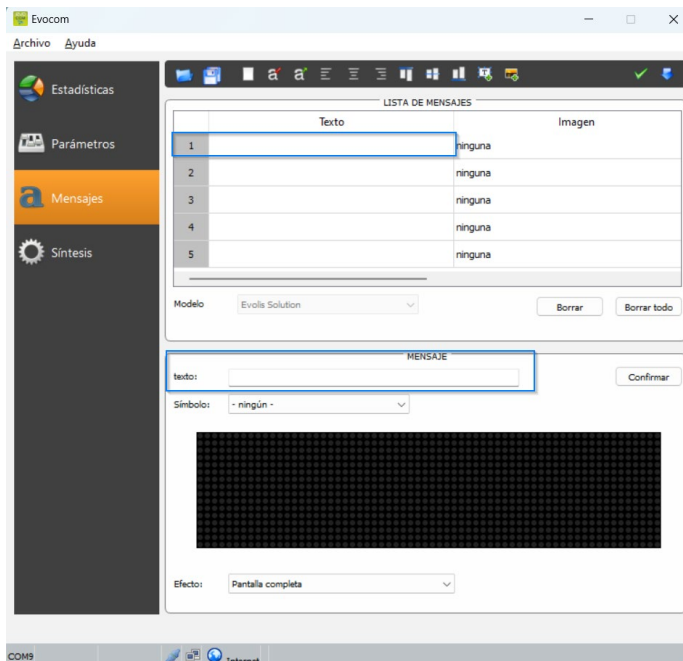 Evocom
Archivo Ayuda
Estadísticas
Parámetros
Mensajes
Síntesis
LISTA DE MENSAJES
Texto Imagen
1 ninguna
2 ninguna
3 ninguna
4 ninguna
5 ninguna
Modelo Evolis Solution Borrar Borrar todo
MENSAJE
texto: Confirmar
Símbolo: - ningún -
Efecto: Pantalla completa
COM9 Internet